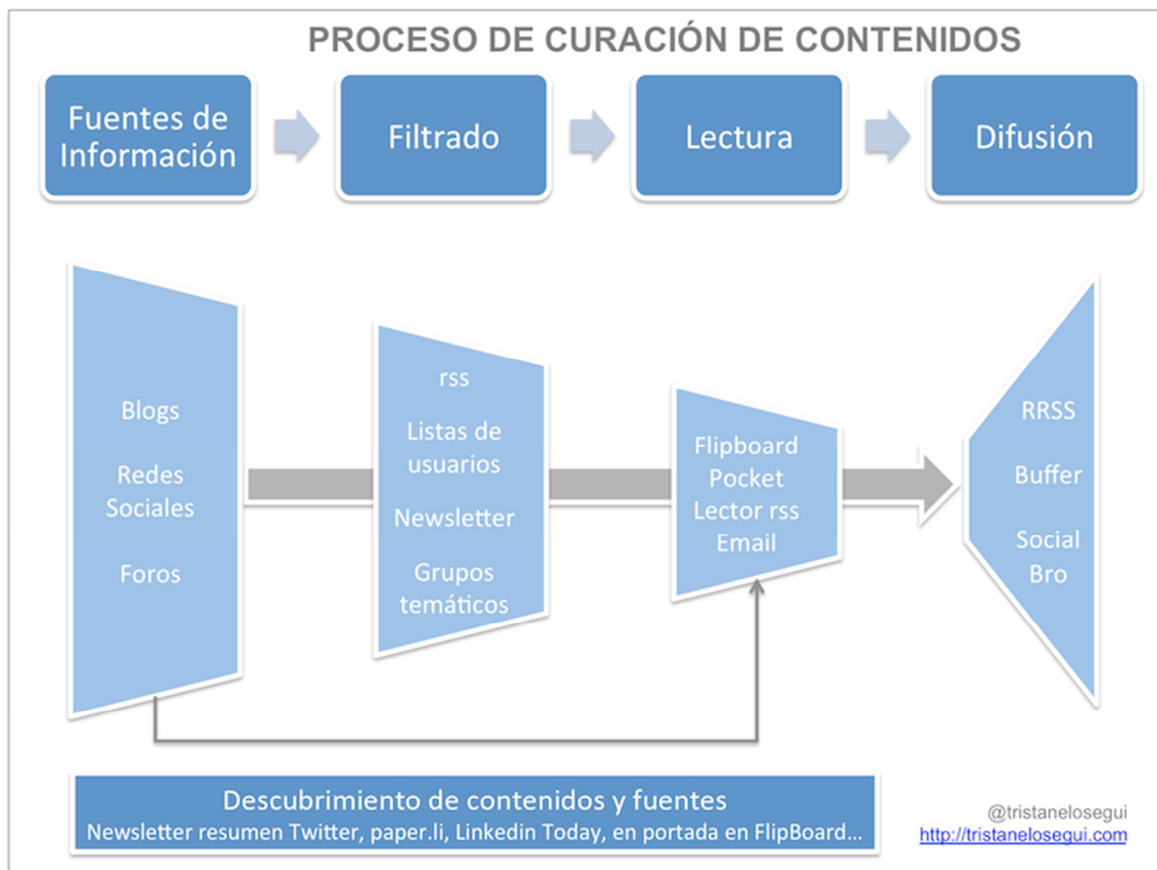 PROCESO DE CURACIÓN DE CONTENIDOS
Fuentes de
Información
Filtrado
Lectura
Difusión
Blogs
Redes
Sociales
Foros
rss
Listas de
usuarios
Newsletter
Grupos
temáticos
Flipboard
Pocket
Lector rss
Email
RRSS
Buffer
Social
Bro
Descubrimiento de contenidos y fuentes
Newsletter resumen Twitter, paper.li, Linkedin Today, en portada en FlipBoard...
@tristanelosegui
http://tristanelosegui.com